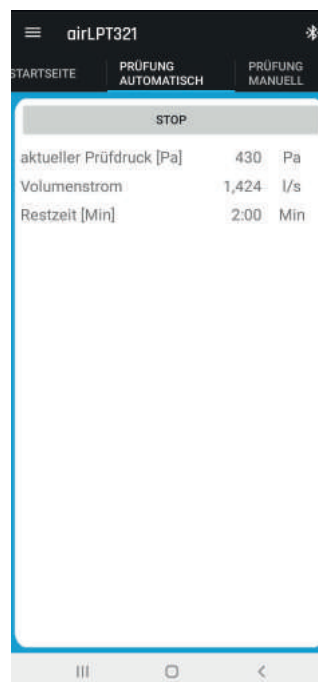 airLPT321
STARTSEITE
PRÜFUNG
AUTOMATISCH
PRÜFUNG
MANUELL
STOP
aktueller Prüfdruck [Pa] 430 Pa
Volumenstrom 1,424 l/s
Restzeit [Min] 2:00 Min